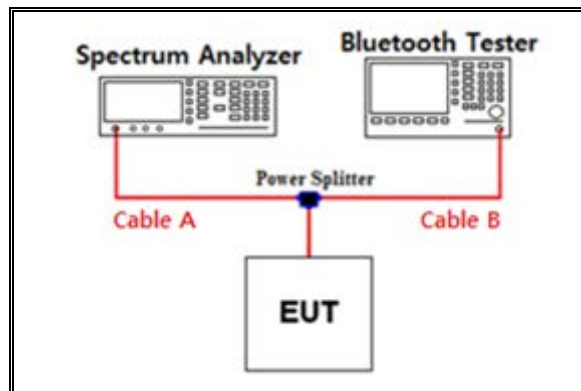 Spectrum Analyzer
Bluetooth Tester
Power Splitter
Cable A
Cable B
EUT